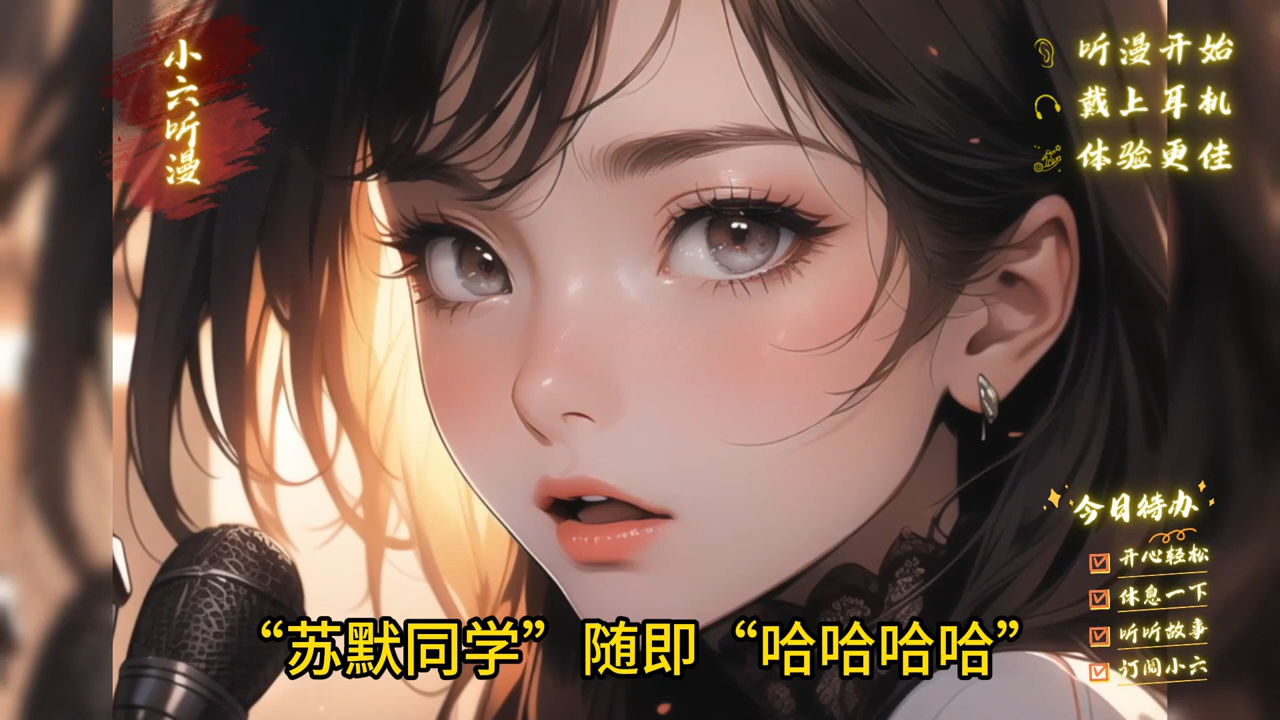 小六听漫
听漫开始
戴上耳机
体验更佳
今日待办
开心轻松
休息一下
听听故事
订阅小六
“苏默同学”随即“哈哈哈哈”